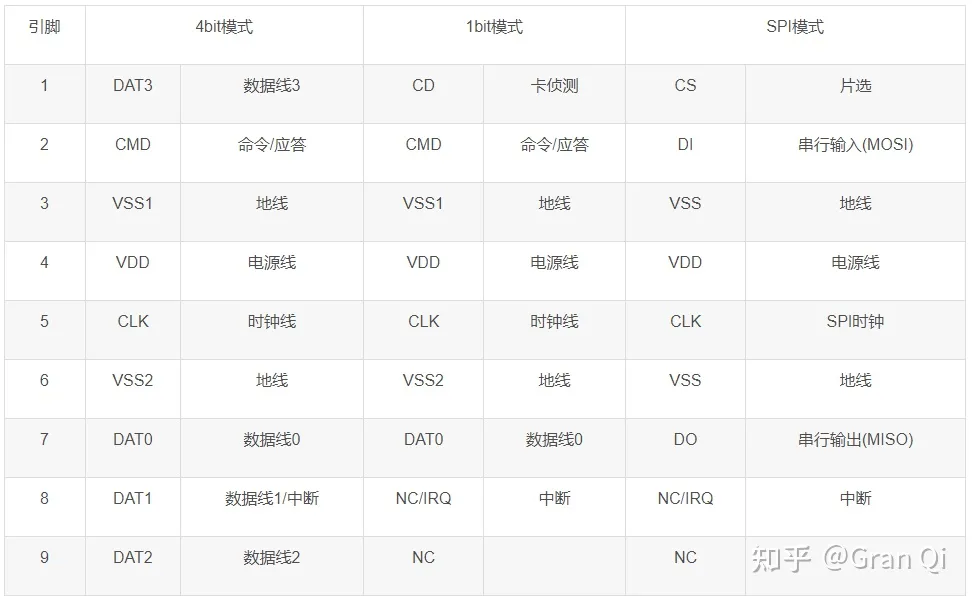 引脚 4bit模式 1bit模式 SPI模式
1 DAT3 数据线3 CD 卡侦测 CS 片选
2 CMD 命令/应答 CMD 命令/应答 DI 串行输入(MOSI)
3 VSS1 地线 VSS1 地线 VSS 地线
4 VDD 电源线 VDD 电源线 VDD 电源线
5 CLK 时钟线 CLK 时钟线 CLK SPI时钟
6 VSS2 地线 VSS2 地线 VSS 地线
7 DAT0 数据线0 DAT0 数据线0 DO 串行输出(MISO)
8 DAT1 数据线1/中断 NC/IRQ 中断 NC/IRQ 中断
9 DAT2 数据线2 NC NC
知乎 @Gran Qi